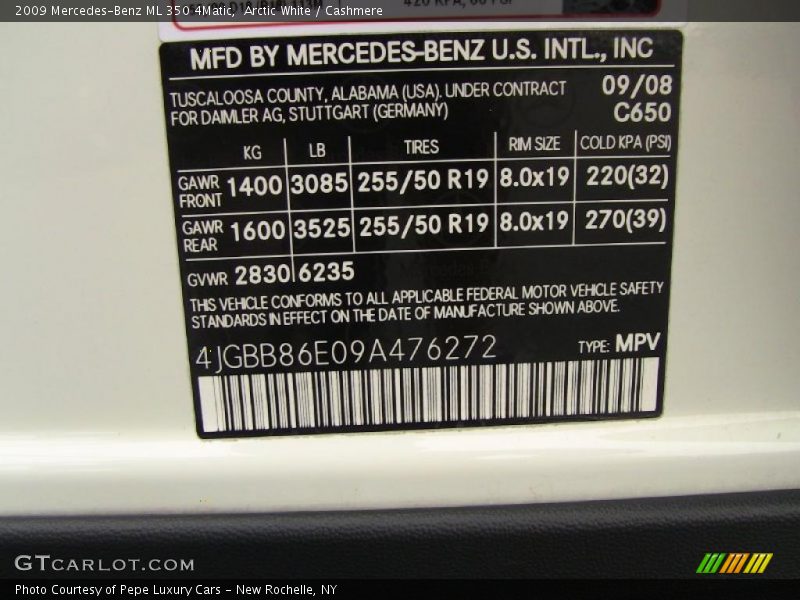 2009 Mercedes-Benz ML 350 4Matic, Arctic White / Cashmere
MFD BY MERCEDES-BENZ U.S. INTL., INC
TUSCALOOSA COUNTY, ALABAMA (USA). UNDER CONTRACT 09/08
FOR DAIMLER AG, STUTTGART (GERMANY) C650
KG LB TIRES RIM SIZE COLD KPA (PSI)
GAWR FRONT 1400 3085 255/50 R19 8.0x19 220(32)
GAWR REAR 1600 3525 255/50 R19 8.0x19 270(39)
GVWR 2830 6235
THIS VEHICLE CONFORMS TO ALL APPLICABLE FEDERAL MOTOR VEHICLE SAFETY
STANDARDS IN EFFECT ON THE DATE OF MANUFACTURE SHOWN ABOVE.
4JGBB86E09A476272 TYPE: MPV
GTCARLOT.COM
Photo Courtesy of Pepe Luxury Cars - New Rochelle, NY